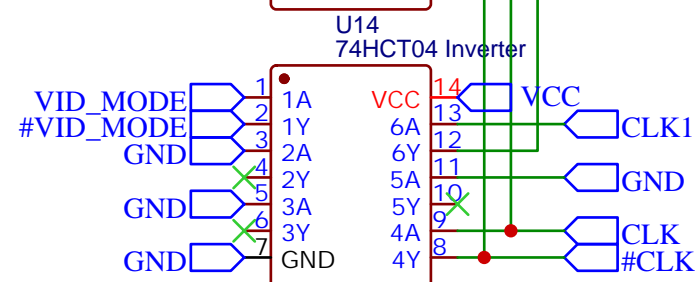 U14
74HCT04 Inverter
VID_MODE 1 1A VCC 14 VCC
#VID_MODE 2 1Y 6A 13 CLK1
GND 3 2A 6Y 12
4 2Y 5A 11 GND
GND 5 3A 5Y 10
6 3Y 4A 9 CLK
GND 7 GND 4Y 8 #CLK